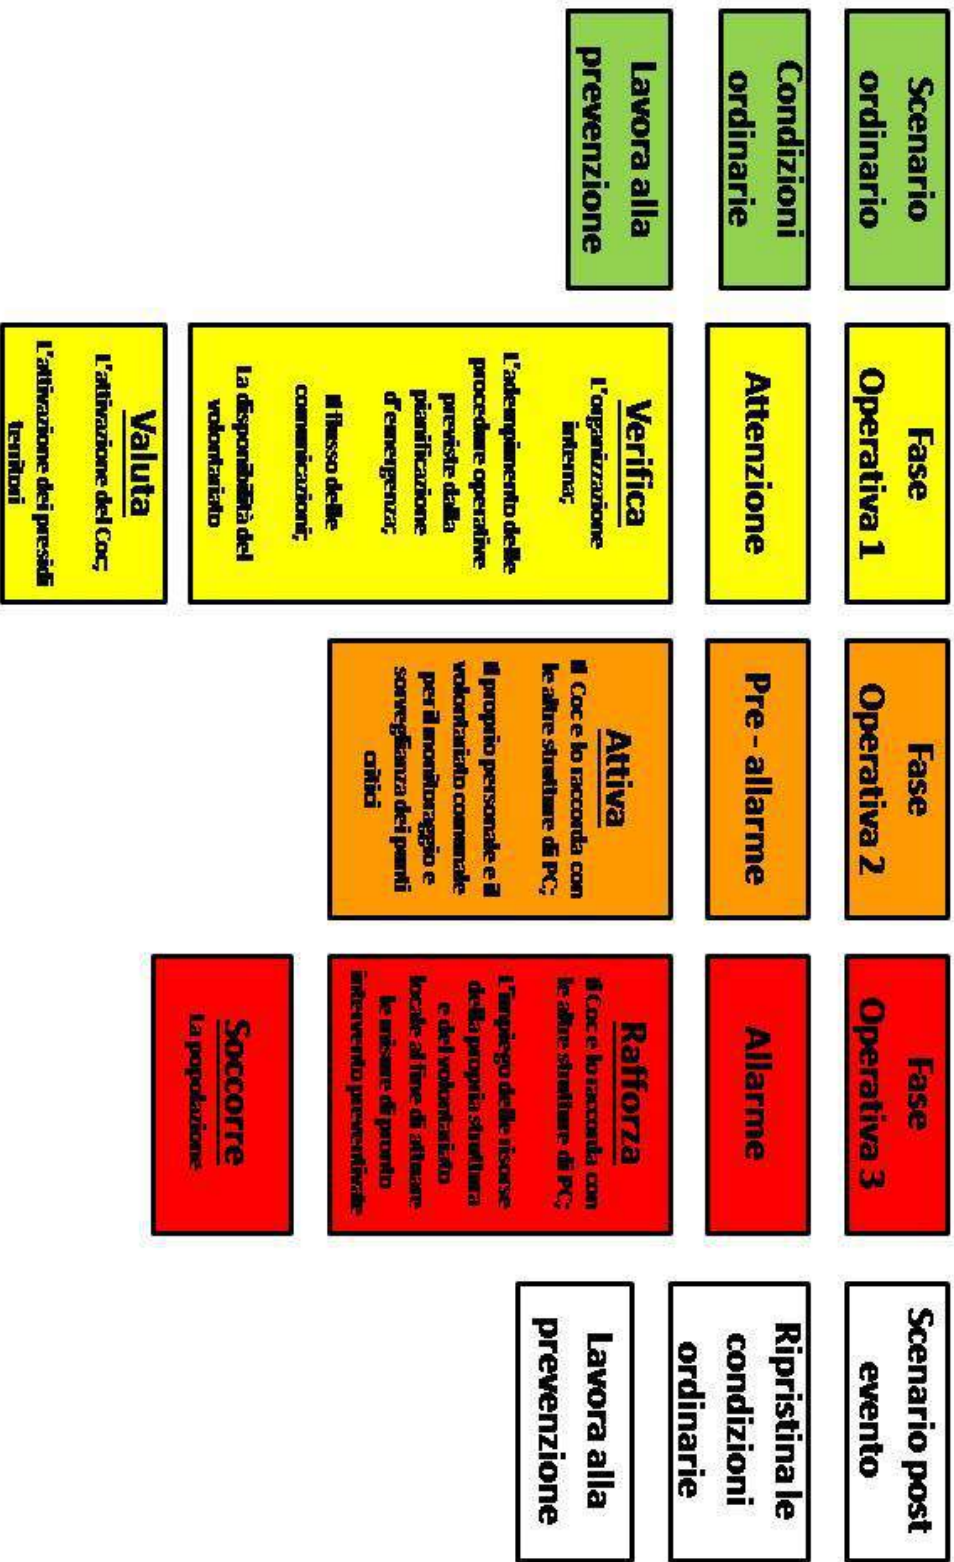 Scenario
ordinario
Condizioni
ordinarie
Lavora alla
prevenzione
Fase
Operativa 1
Attenzione
Verifica
L'organizzazione
interna;
L'adempimento delle
procedure operative
previste dalla
pianificazione
d'emergenza;
Il flusso delle
comunicazioni;
La disponibilità del
volontariato
Valuta
L'attivazione del Coc;
L'attivazione dei presidi
territori
Fase
Operativa 2
Pre - allarme
Attiva
Il Coc e lo raccorda con
le altre strutture di PC;
Il proprio personale e il
volontariato comunale
per il monitoraggio e
sorveglianza dei punti
critici
Fase
Operativa 3
Allarme
Rafforza
Il Coc e lo raccorda con
le altre strutture di PC;
L'impiego delle risorse
della propria struttura
e del volontariato
locale al fine di attuare
le misure di pronto
intervento preventivale
Soccorre
La popolazione
Scenario post
evento
Ripristina le
condizioni
ordinarie
Lavora alla
prevenzione